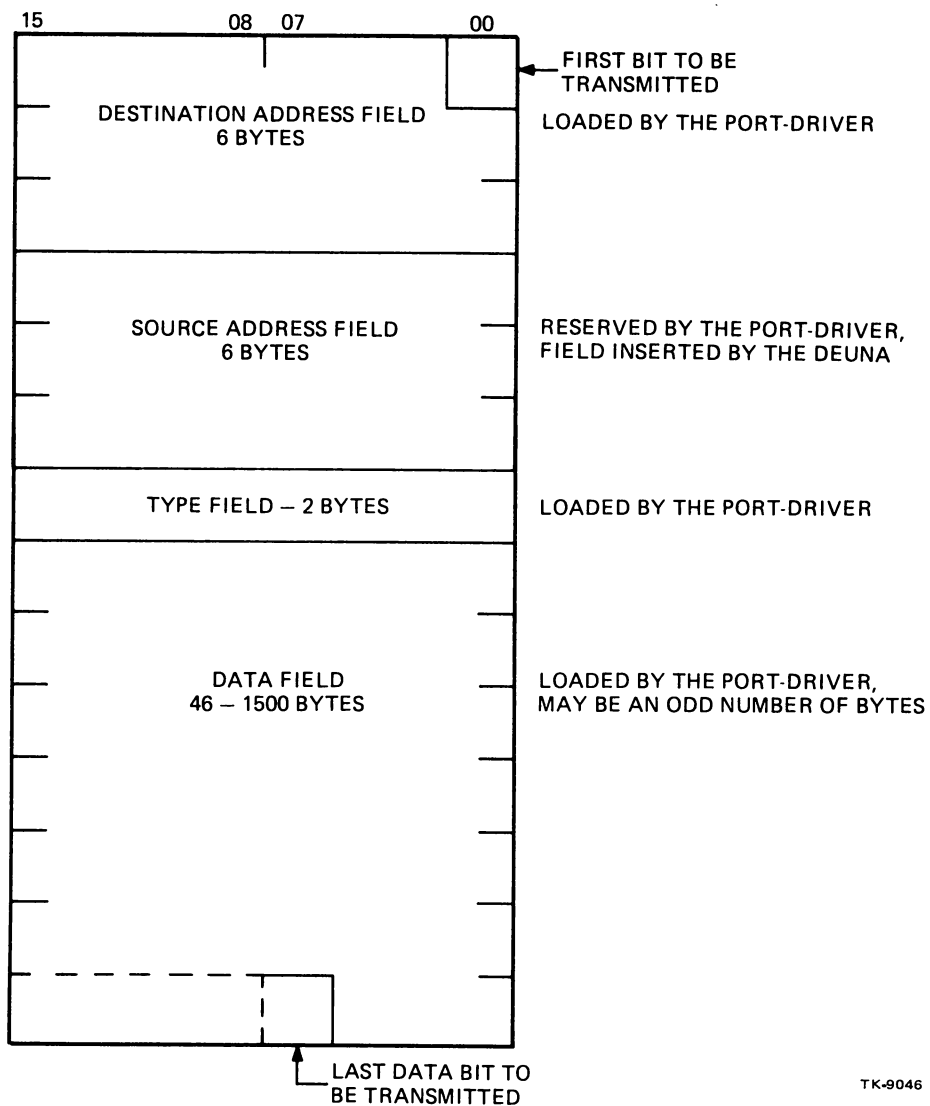 15 08 07 00
FIRST BIT TO BE
TRANSMITTED
DESTINATION ADDRESS FIELD
6 BYTES
LOADED BY THE PORT-DRIVER
SOURCE ADDRESS FIELD
6 BYTES
RESERVED BY THE PORT-DRIVER,
FIELD INSERTED BY THE DEUNA
TYPE FIELD — 2 BYTES
LOADED BY THE PORT-DRIVER
DATA FIELD
46 — 1500 BYTES
LOADED BY THE PORT-DRIVER,
MAY BE AN ODD NUMBER OF BYTES
LAST DATA BIT TO
BE TRANSMITTED
TK-9046